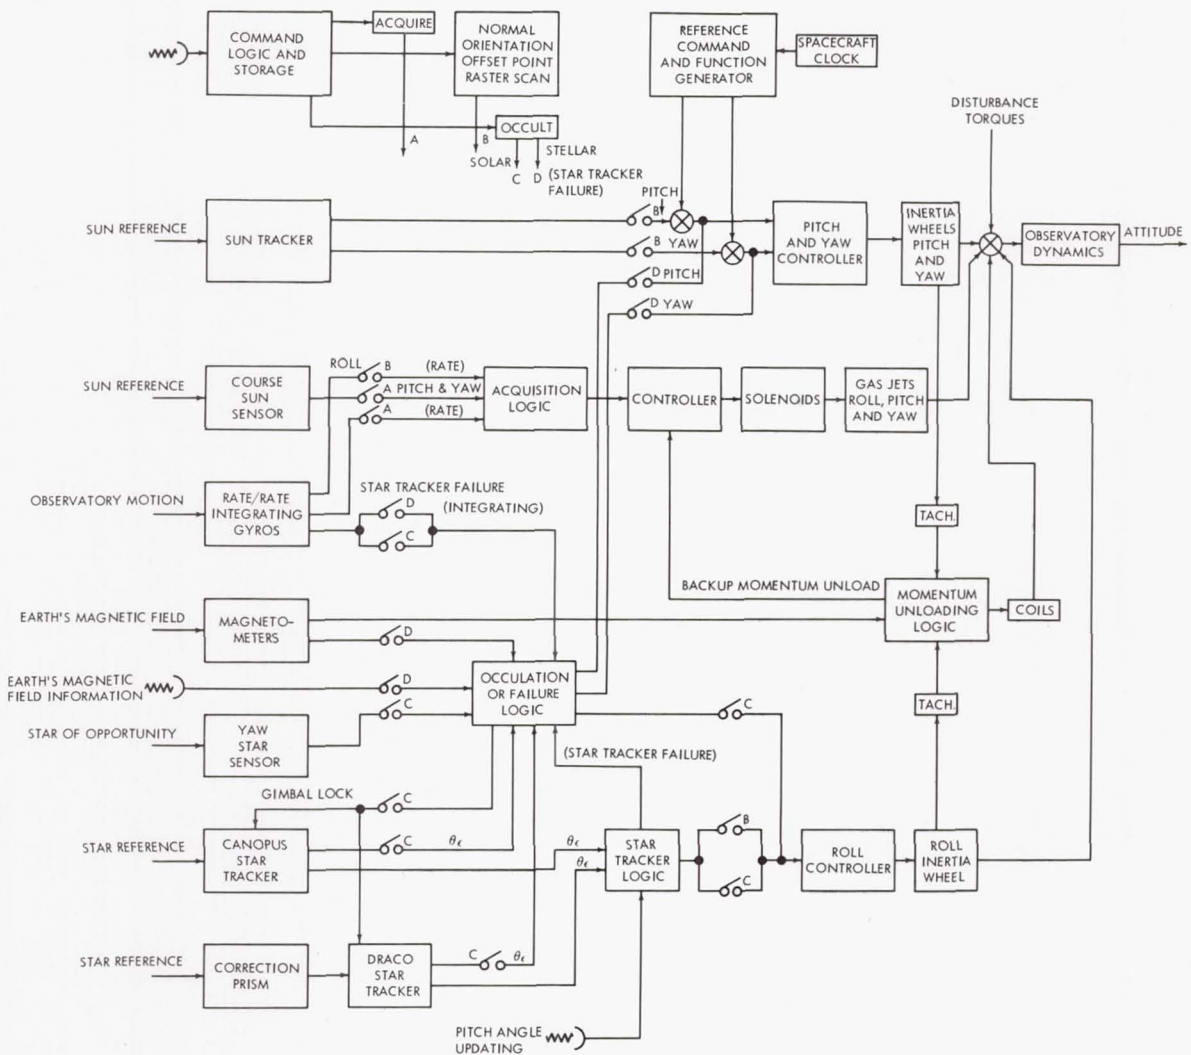 COMMAND
LOGIC AND
STORAGE
ACQUIRE
NORMAL
ORIENTATION
OFFSET POINT
RASTER SCAN
REFERENCE
COMMAND
AND FUNCTION
GENERATOR
SPACECRAFT
CLOCK
DISTURBANCE
TORQUES
OCCULT
A
B
SOLAR
STELLAR
C
D
(STAR TRACKER
FAILURE)
PITCH
SUN REFERENCE
SUN TRACKER
B
YAW
B
D PITCH
D YAW
PITCH
AND YAW
CONTROLLER
INERTIA
WHEELS
PITCH
AND
YAW
OBSERVATORY
DYNAMICS
ATTITUDE
SUN REFERENCE
COURSE
SUN
SENSOR
ROLL
B
(RATE)
A PITCH & YAW
A
(RATE)
ACQUISITION
LOGIC
CONTROLLER
SOLENOIDS
GAS JETS
ROLL, PITCH
AND YAW
OBSERVATORY MOTION
RATE/RATE
INTEGRATING
GYROS
STAR TRACKER FAILURE
D
(INTEGRATING)
C
TACH.
BACKUP MOMENTUM UNLOAD
MOMENTUM
UNLOADING
LOGIC
COILS
EARTH'S MAGNETIC FIELD
MAGNETO-
METERS
D
EARTH'S MAGNETIC
FIELD INFORMATION
D
OCCULATION
OR FAILURE
LOGIC
TACH.
STAR OF OPPORTUNITY
YAW
STAR
SENSOR
C
C
(STAR TRACKER FAILURE)
GIMBAL LOCK
C
STAR REFERENCE
CANOPUS
STAR
TRACKER
C
θε
θε
θε
STAR
TRACKER
LOGIC
B
C
ROLL
CONTROLLER
ROLL
INERTIA
WHEEL
STAR REFERENCE
CORRECTION
PRISM
DRACO
STAR
TRACKER
C
θε
PITCH ANGLE
UPDATING